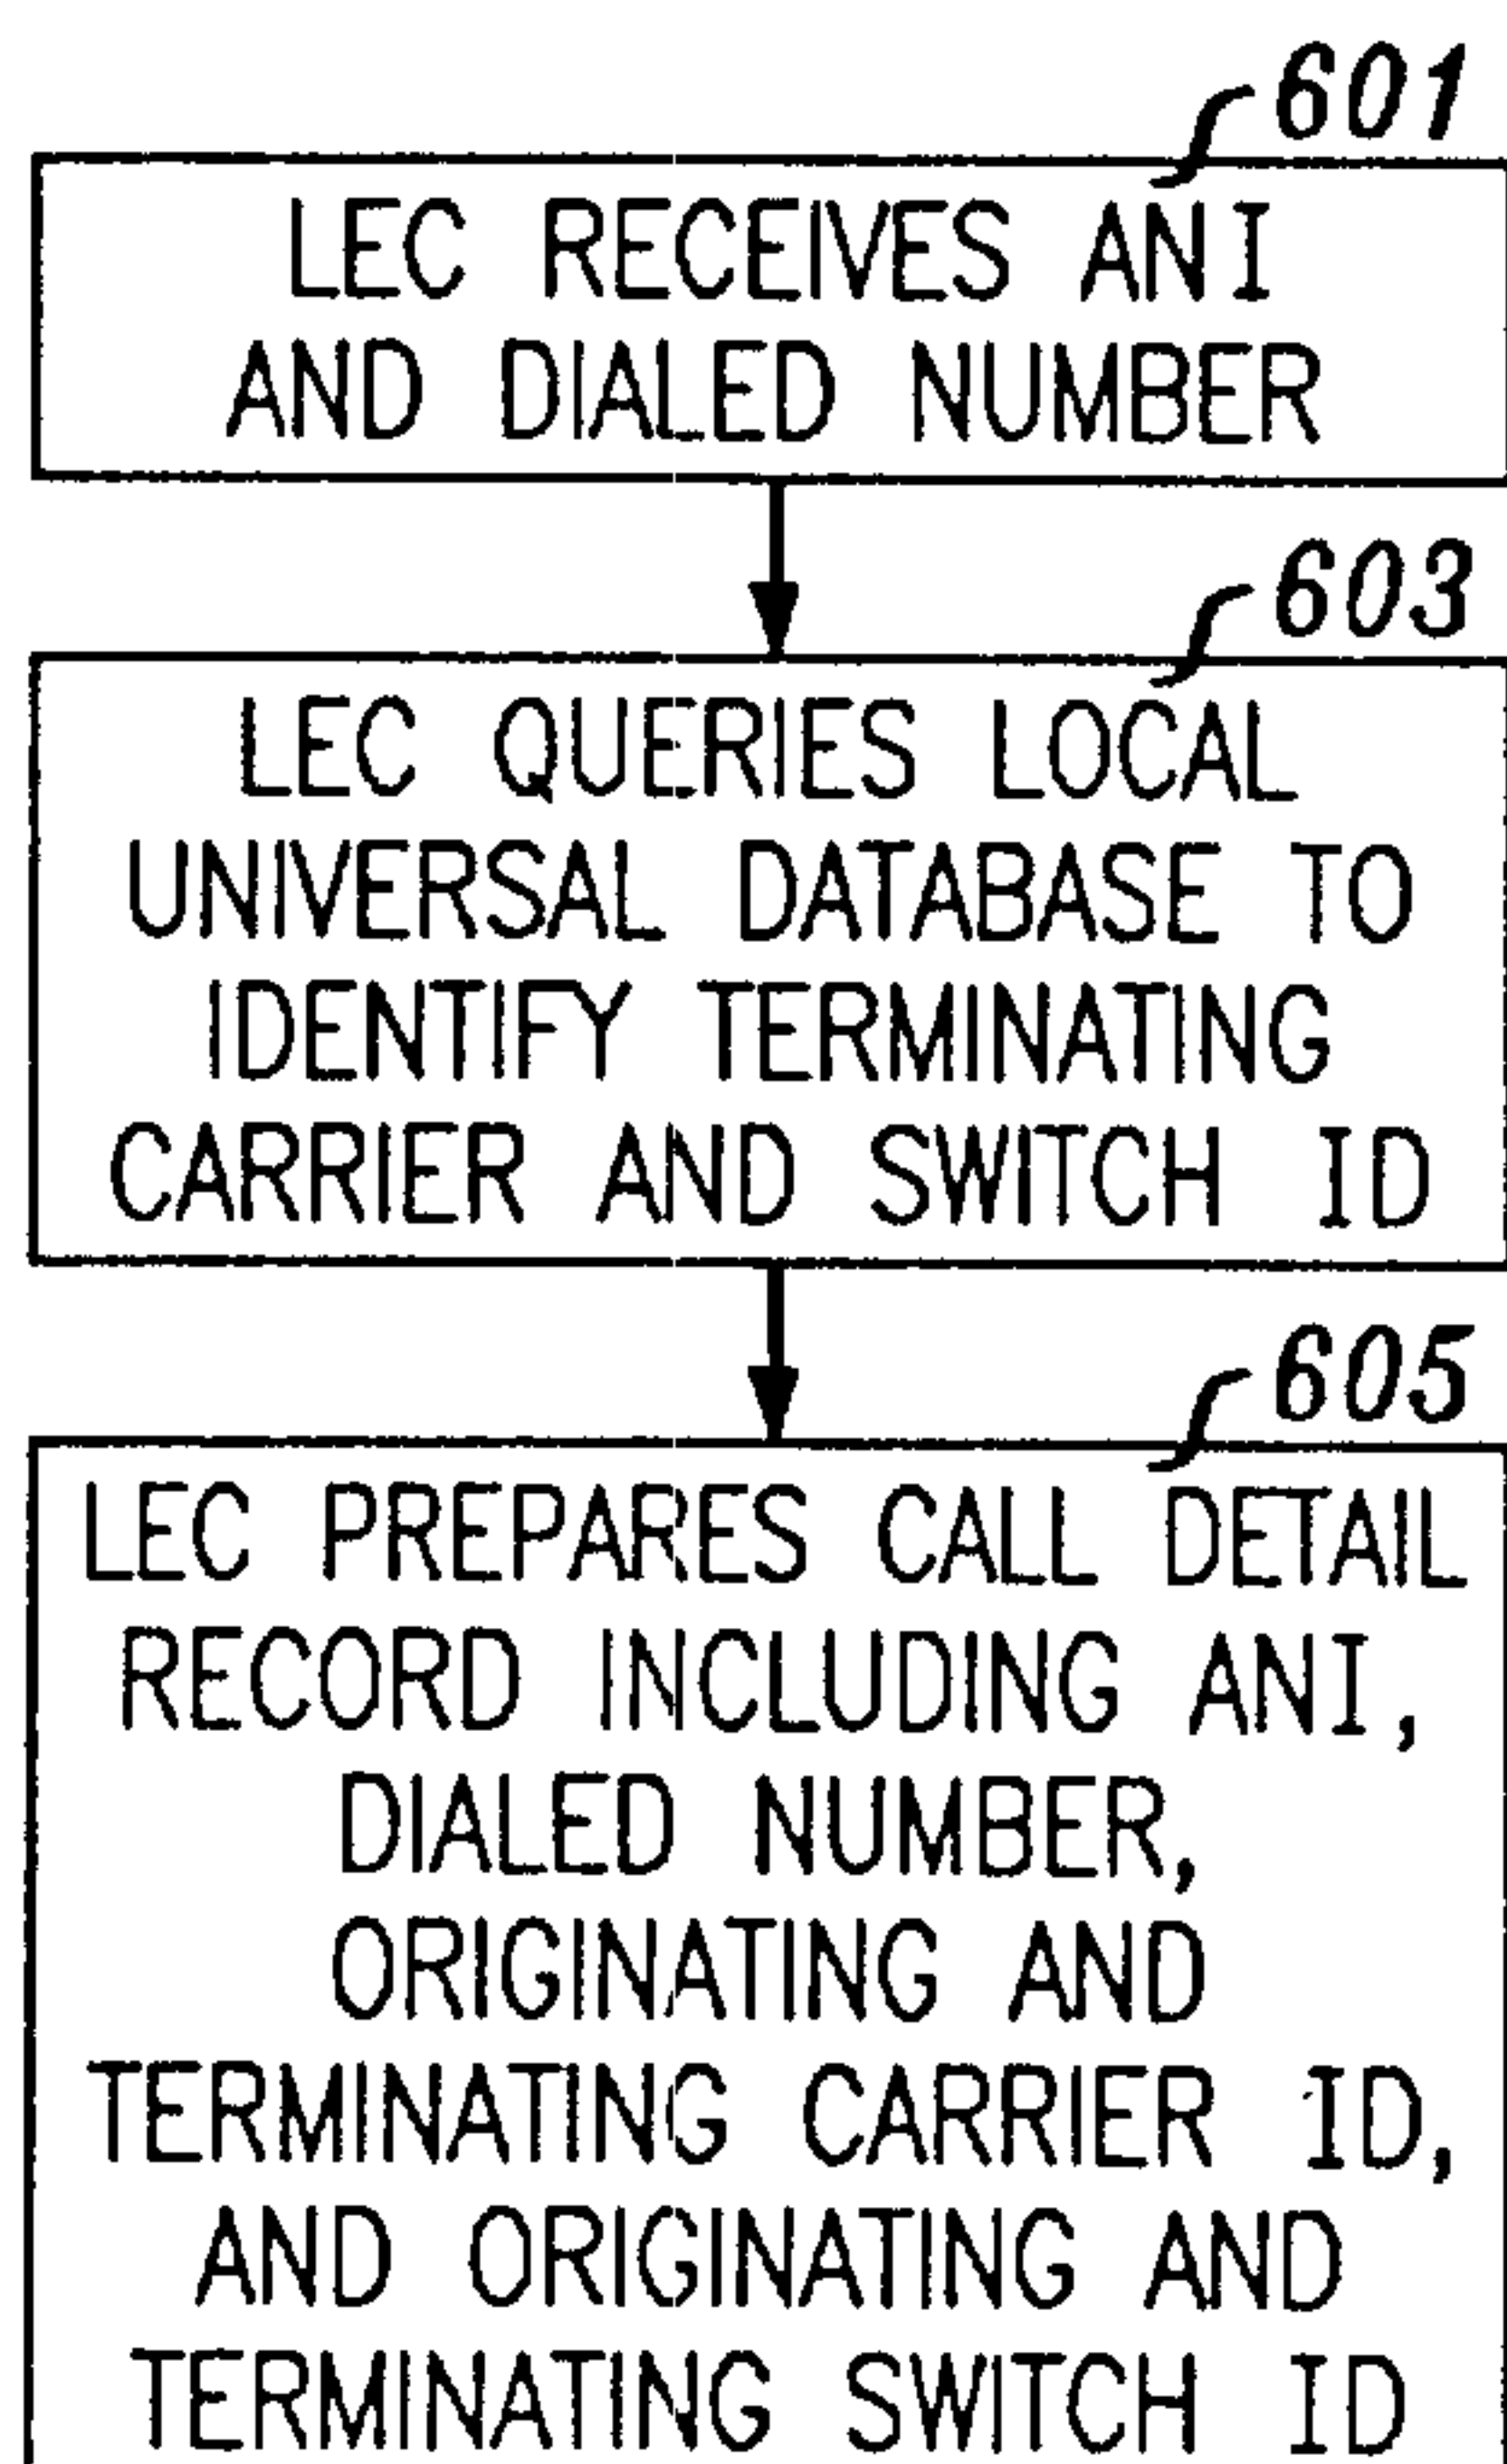 601
LEC RECEIVES ANI
AND DIALED NUMBER
603
LEC QUERIES LOCAL
UNIVERSAL DATABASE TO
IDENTIFY TERMINATING
CARRIER AND SWITCH ID
605
LEC PREPARES CALL DETAIL
RECORD INCLUDING ANI,
DIALED NUMBER,
ORIGINATING AND
TERMINATING CARRIER ID,
AND ORIGINATING AND
TERMINATING SWITCH ID